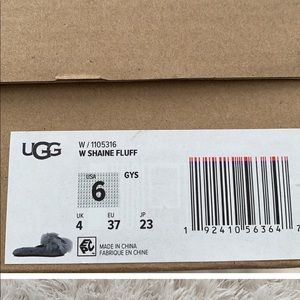 UGG
W / 1105316
W SHAINE FLUFF
USA
6
GYS
UK EU JP
4 37 23
MADE IN CHINA
FABRIQUÉ EN CHINE
1 92410 56364 7